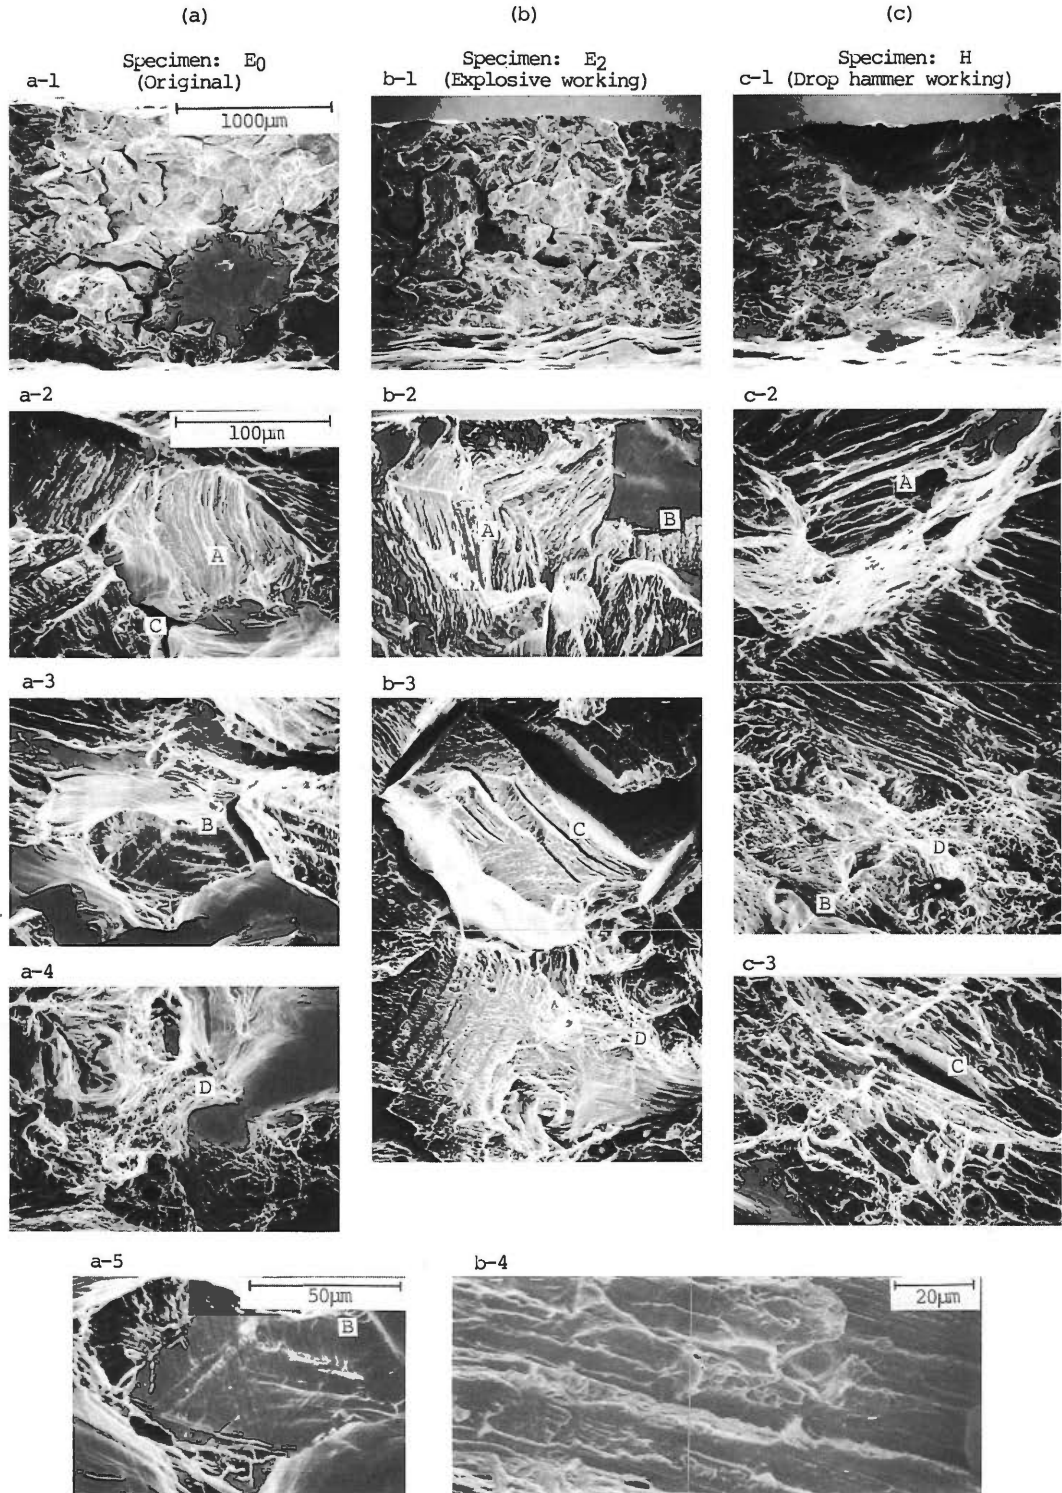 (a)
(b)
(c)
Specimen: E0
(Original)
Specimen: E2
(Explosive working)
Specimen: H
(Drop hammer working)
a-1
b-1
c-1
1000μm
a-2
b-2
c-2
100μm
A
C
A
B
A
a-3
b-3
B
C
D
B
a-4
c-3
A
D
D
C
a-5
b-4
50μm
B
20μm